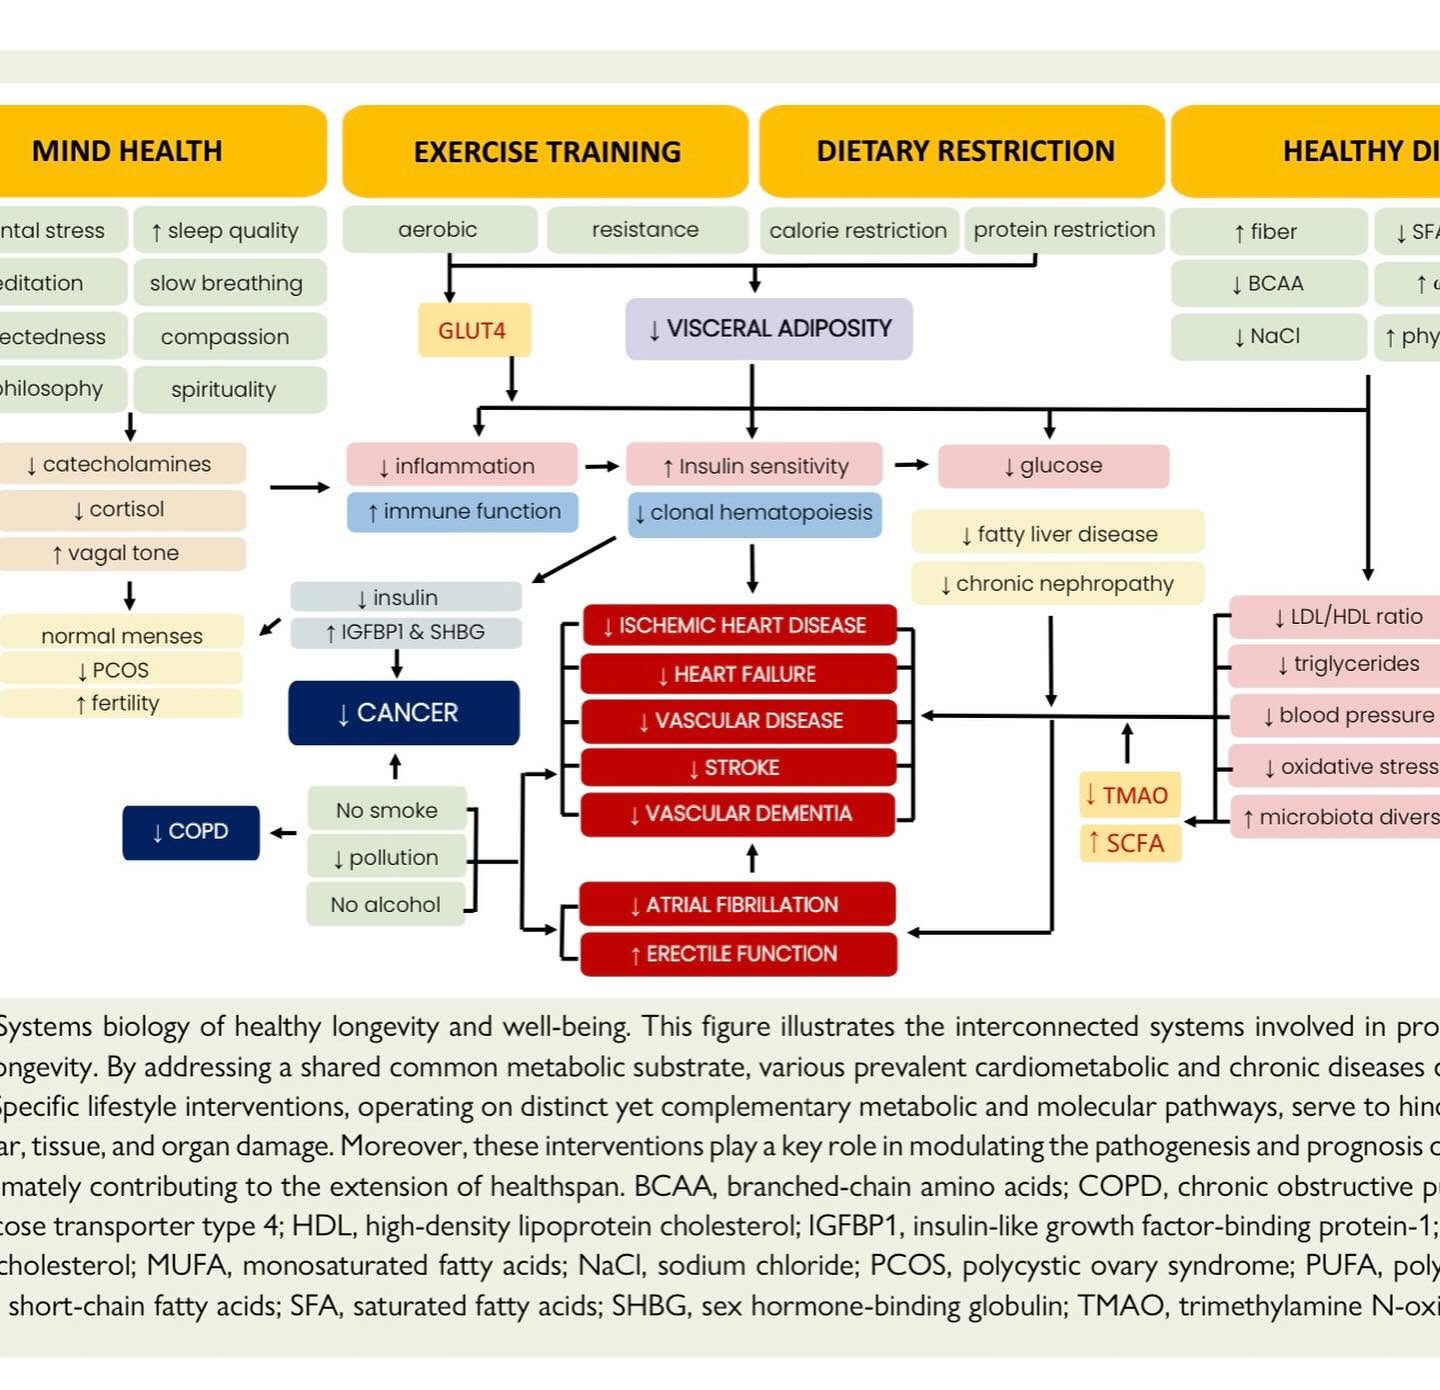 MIND HEALTH
EXERCISE TRAINING
DIETARY RESTRICTION
HEALTHY DI
ntal stress
↑ sleep quality
aerobic
resistance
calorie restriction
protein restriction
↑ fiber
↓ SFA
editation
slow breathing
↓ BCAA
↑
ectedness
compassion
GLUT4
↓ VISCERAL ADIPOSITY
↓ NaCl
↑ phy
philosophy
spirituality
↓ catecholamines
↓ inflammation
↑ Insulin sensitivity
↓ glucose
↓ cortisol
↑ immune function
↓ clonal hematopoiesis
↑ vagal tone
↓ fatty liver disease
↓ chronic nephropathy
↓ insulin
↑ IGFBP1 & SHBG
normal menses
↓ PCOS
↑ fertility
↓ CANCER
↓ ISCHEMIC HEART DISEASE
↓ HEART FAILURE
↓ VASCULAR DISEASE
↓ STROKE
↓ VASCULAR DEMENTIA
↓ LDL/HDL ratio
↓ triglycerides
↓ blood pressure
↓ oxidative stress
↑ microbiota divers
↓ TMAO
↑ SCFA
No smoke
↓ pollution
No alcohol
↓ COPD
↓ ATRIAL FIBRILLATION
↑ ERECTILE FUNCTION
Systems biology of healthy longevity and well-being. This figure illustrates the interconnected systems involved in pro
ongevity. By addressing a shared common metabolic substrate, various prevalent cardiometabolic and chronic diseases
Specific lifestyle interventions, operating on distinct yet complementary metabolic and molecular pathways, serve to hin
ar, tissue, and organ damage. Moreover, these interventions play a key role in modulating the pathogenesis and prognosis
mately contributing to the extension of healthspan. BCAA, branched-chain amino acids; COPD, chronic obstructive p
cose transporter type 4; HDL, high-density lipoprotein cholesterol; IGFBP1, insulin-like growth factor-binding protein-1;
cholesterol; MUFA, monosaturated fatty acids; NaCl, sodium chloride; PCOS, polycystic ovary syndrome; PUFA, poly
short-chain fatty acids; SFA, saturated fatty acids; SHBG, sex hormone-binding globulin; TMAO, trimethylamine N-oxi